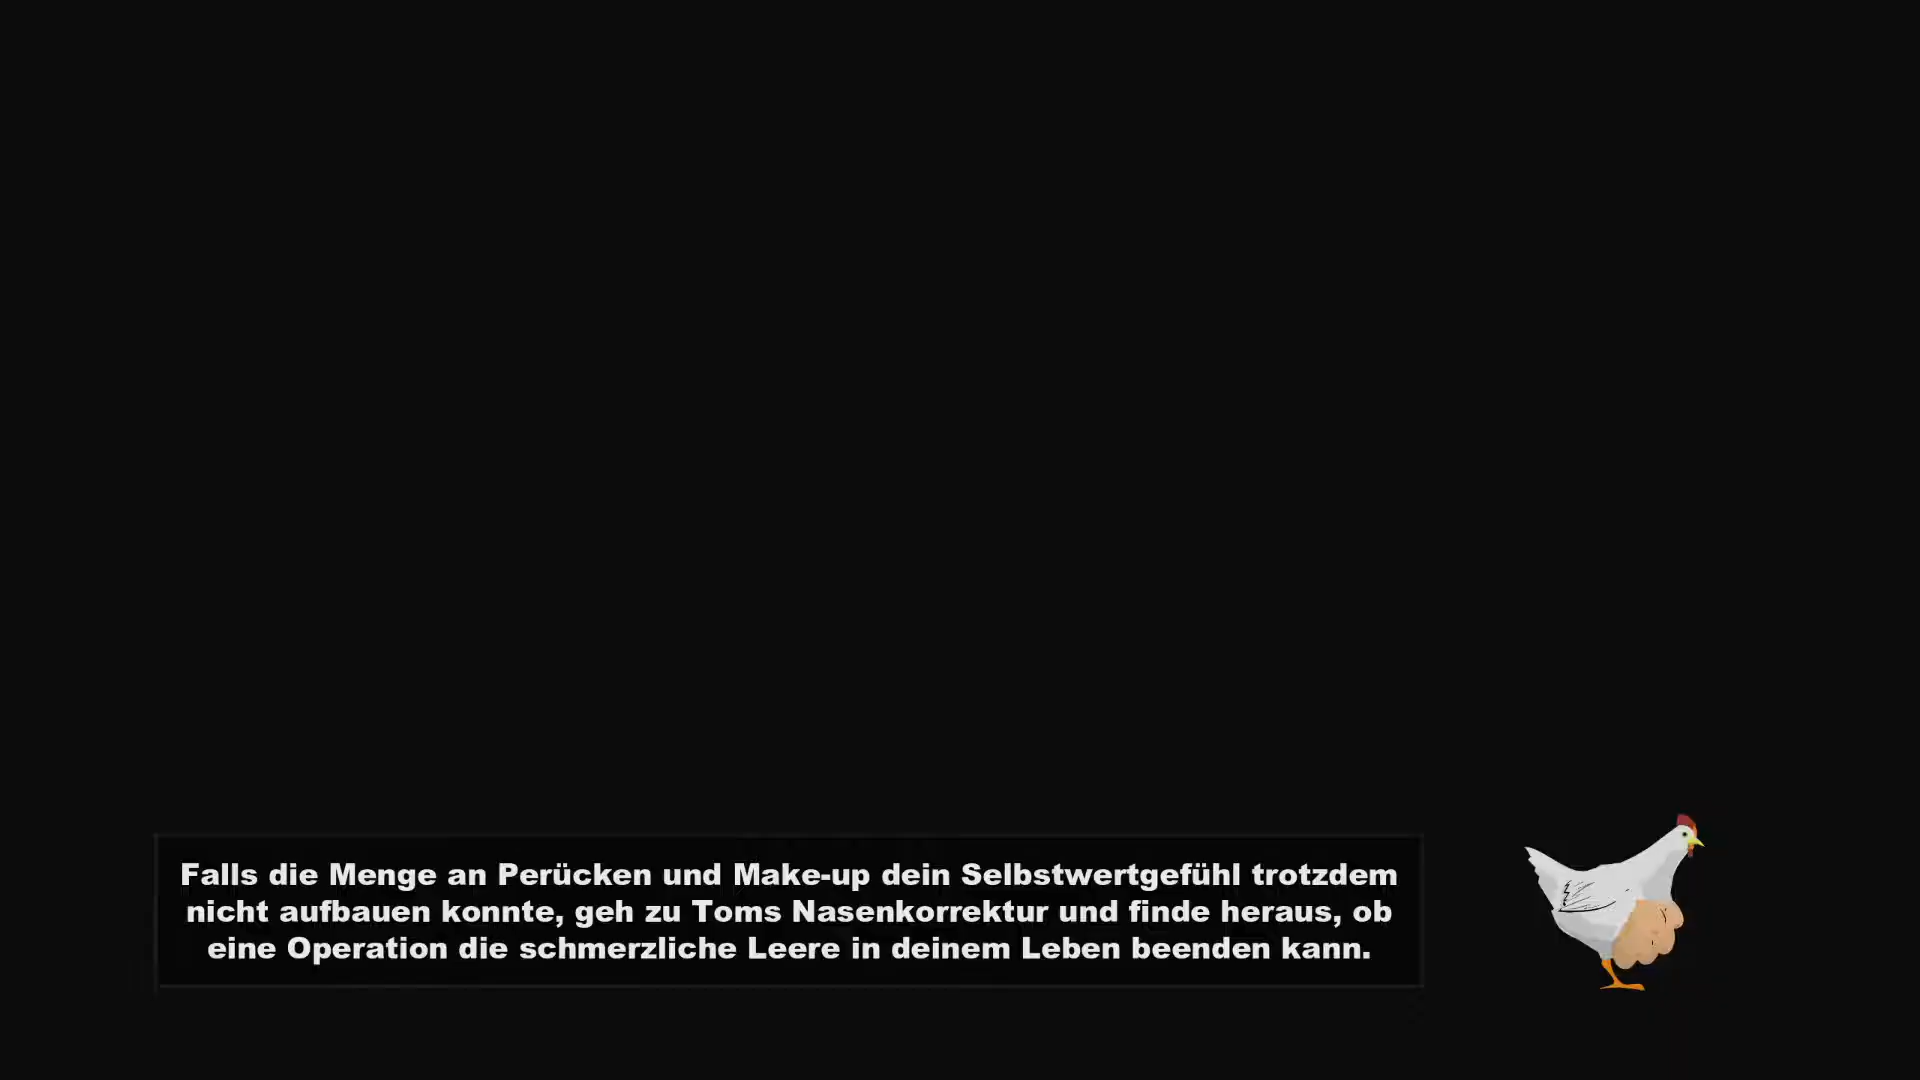 Falls die Menge an Perücken und Make-up dein Selbstwertgefühl trotzdem
nicht aufbauen konnte, geh zu Toms Nasenkorrektur und finde heraus, ob
eine Operation die schmerzliche Leere in deinem Leben beenden kann.